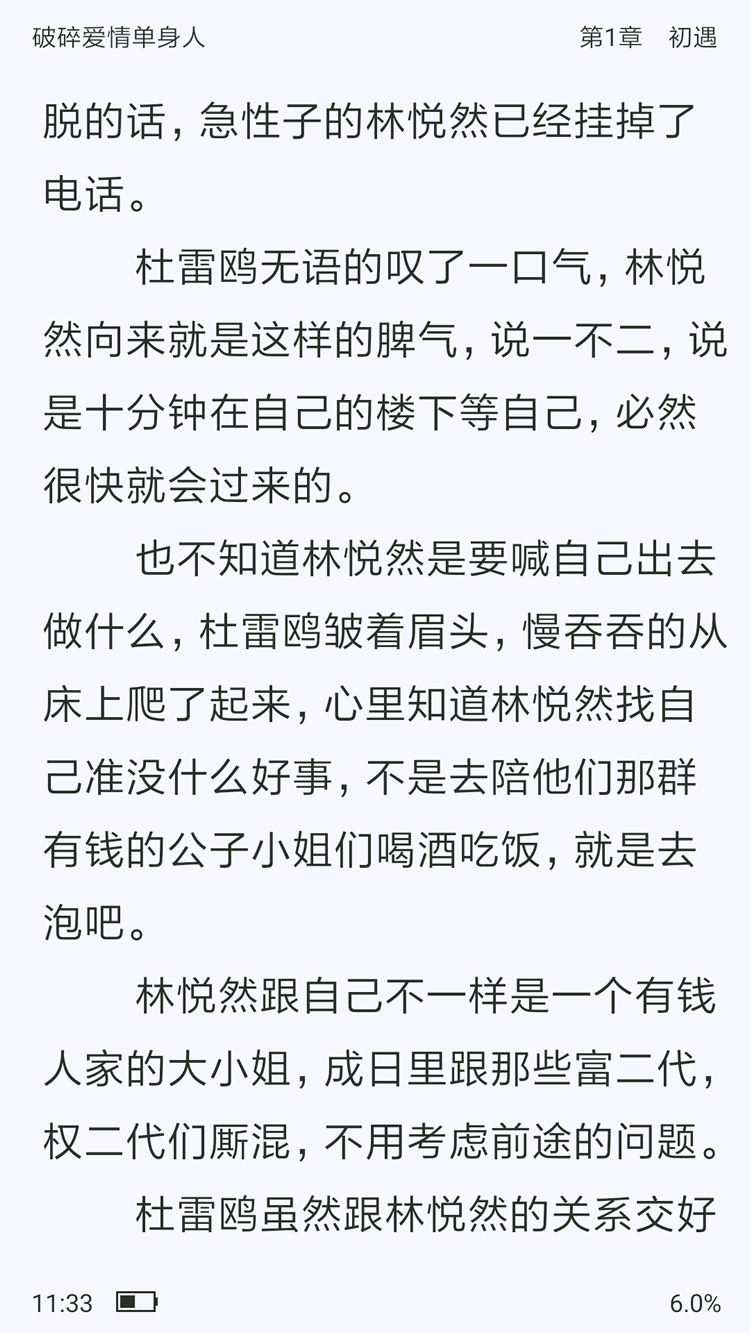 破碎爱情单身人 第1章 初遇
脱的话，急性子的林悦然已经挂掉了
电话。
杜雷鸥无语的叹了一口气，林悦
然向来就是这样的脾气，说一不二，说
是十分钟在自己的楼下等自己，必然
很快就会过来的。
也不知道林悦然是要喊自己出去
做什么，杜雷鸥皱着眉头，慢吞吞的从
床上爬了起来，心里知道林悦然找自
己准没什么好事，不是去陪他们那群
有钱的公子小姐们喝酒吃饭，就是去
泡吧。
林悦然跟自己不一样是一个有钱
人家的大小姐，成日里跟那些富二代，
权二代们厮混，不用考虑前途的问题。
杜雷鸥虽然跟林悦然的关系交好
11:33 6.0%